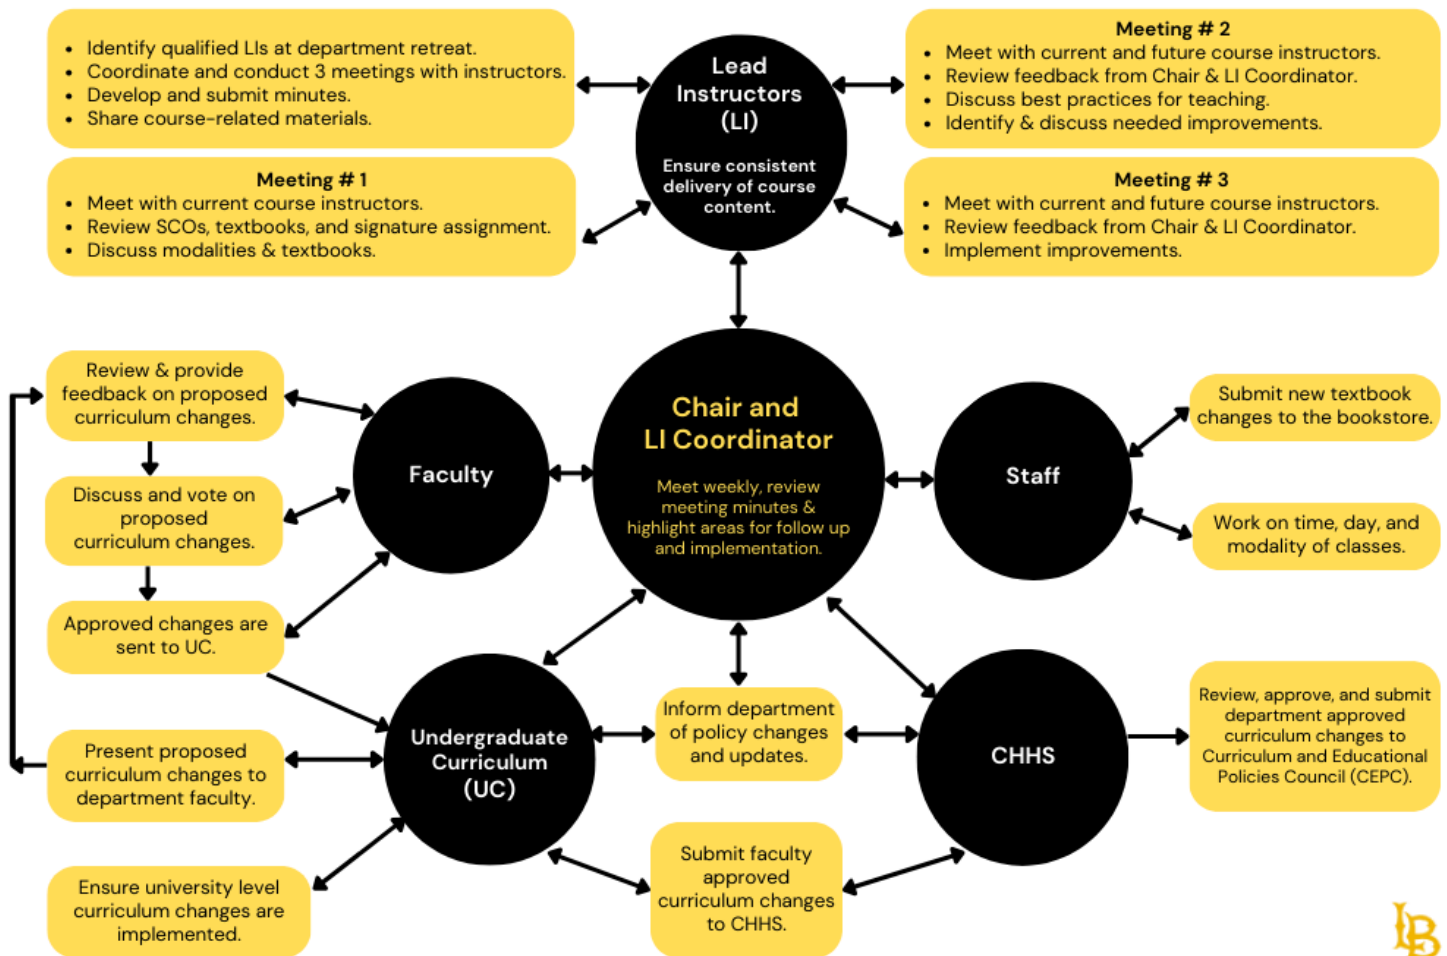 • Identify qualified LIs at department retreat.
• Coordinate and conduct 3 meetings with instructors.
• Develop and submit minutes.
• Share course-related materials.
Lead
Instructors
(LI)
Ensure consistent
delivery of course
content.
Meeting # 2
• Meet with current and future course instructors.
• Review feedback from Chair & LI Coordinator.
• Discuss best practices for teaching.
• Identify & discuss needed improvements.
Meeting # 1
• Meet with current course instructors.
• Review SCOs, textbooks, and signature assignment.
• Discuss modalities & textbooks.
Meeting # 3
• Meet with current and future course instructors.
• Review feedback from Chair & LI Coordinator.
• Implement improvements.
Review & provide
feedback on proposed
curriculum changes.
Discuss and vote on
proposed
curriculum changes.
Approved changes are
sent to UC.
Faculty
Chair and
LI Coordinator
Meet weekly, review
meeting minutes &
highlight areas for follow up
and implementation.
Staff
Submit new textbook
changes to the bookstore.
Work on time, day, and
modality of classes.
Present proposed
curriculum changes to
department faculty.
Ensure university level
curriculum changes are
implemented.
Undergraduate
Curriculum
(UC)
Inform department
of policy changes
and updates.
Submit faculty
approved
curriculum changes
to CHHS.
CHHS
Review, approve, and submit
department approved
curriculum changes to
Curriculum and Educational
Policies Council (CEPC).
LB